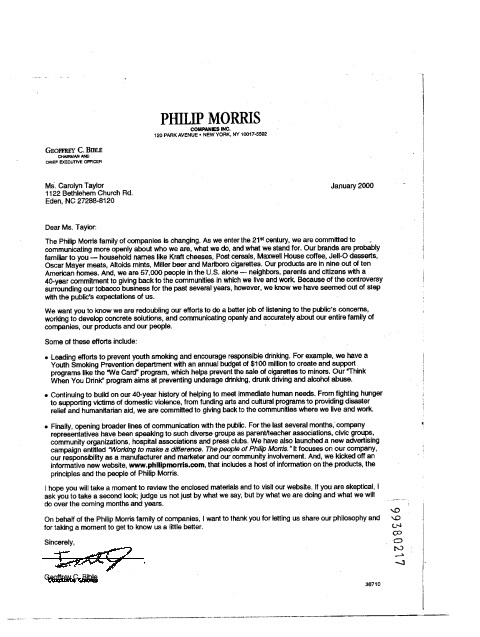 PHILIP MORRIS
COMPANIES INC.
120 PARK AVENUE • NEW YORK, NY 10017-5592
GEOFFREY C. BIBLE
CHAIRMAN AND
CHIEF EXECUTIVE OFFICER
Ms. Carolyn Taylor
January 2000
1122 Bethlehem Church Rd.
Eden, NC 27288-8120
Dear Ms. Taylor:
The Philip Morris family of companies is changing. As we enter the 21st century, we are committed to
communicating more openly about who we are, what we do, and what we stand for. Our brands are probably
familiar to you — household names like Kraft cheeses, Post cereals, Maxwell House coffee, Jell-O desserts,
Oscar Mayer meats, Altoids mints, Miller beer and Marlboro cigarettes. Our products are in nine out of ten
American homes. And, we are 57,000 people in the U.S. alone — neighbors, parents and citizens with a
40-year commitment to giving back to the communities in which we live and work. Because of the controversy
surrounding our tobacco business for the past several years, however, we know we have seemed out of step
with the public's expectations of us.
We want you to know we are redoubling our efforts to do a better job of listening to the public's concerns,
working to develop concrete solutions, and communicating openly and accurately about our entire family of
companies, our products and our people.
Some of these efforts include:
• Leading efforts to prevent youth smoking and encourage responsible drinking. For example, we have a
Youth Smoking Prevention department with an annual budget of $100 million to create and support
programs like the "We Card" program, which helps prevent the sale of cigarettes to minors. Our "Think
When You Drink" program aims at preventing underage drinking, drunk driving and alcohol abuse.
• Continuing to build on our 40-year history of helping to meet immediate human needs. From fighting hunger
to supporting victims of domestic violence, from funding arts and cultural programs to providing disaster
relief and humanitarian aid, we are committed to giving back to the communities where we live and work.
• Finally, opening broader lines of communication with the public. For the last several months, company
representatives have been speaking to such diverse groups as parent/teacher associations, civic groups,
community organizations, hospital associations and press clubs. We have also launched a new advertising
campaign entitled "Working to make a difference. The people of Philip Morris." It focuses on our company,
our responsibility as a manufacturer and marketer and our community involvement. And, we kicked off an
informative new website, www.philipmorris.com, that includes a host of information on the products, the
principles and the people of Philip Morris.
I hope you will take a moment to review the enclosed materials and to visit our website. If you are skeptical, I
ask you to take a second look; judge us not just by what we say, but by what we are doing and what we will
do over the coming months and years.
On behalf of the Philip Morris family of companies, I want to thank you for letting us share our philosophy and
for taking a moment to get to know us a little better.
Sincerely,
Geoffrey C. Bible
36710
99380217